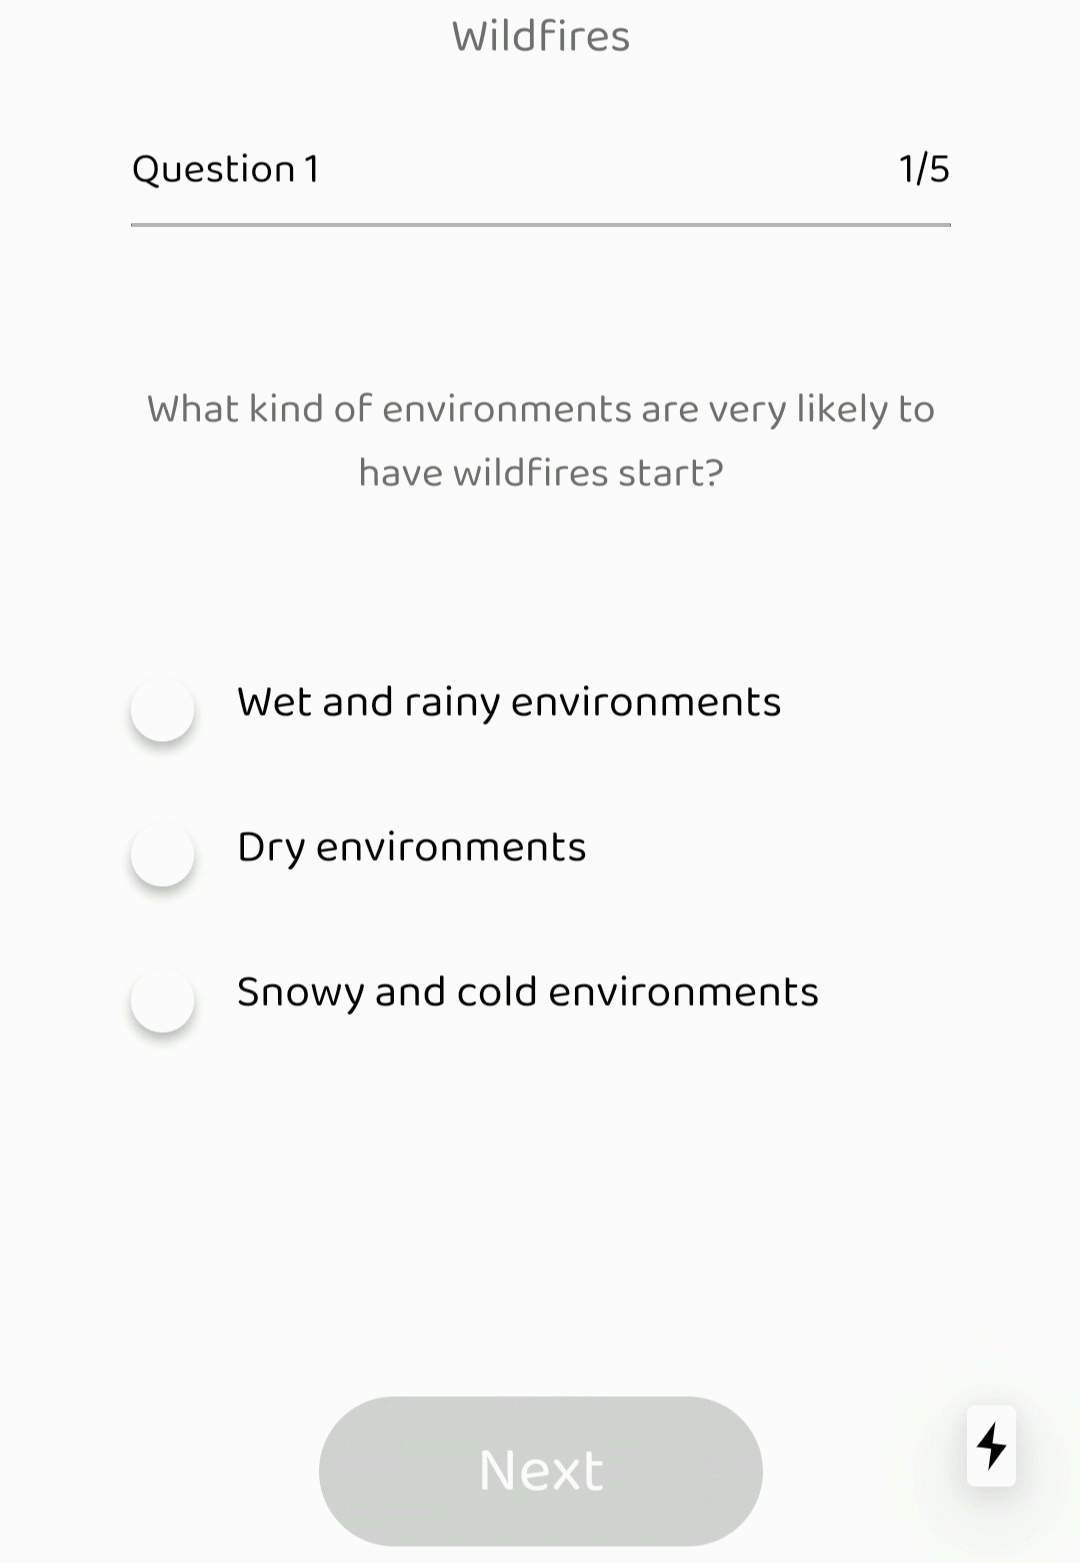 Wildfires
Question 1 1/5
What kind of environments are very likely to
have wildfires start?
Wet and rainy environments
Dry environments
Snowy and cold environments
Next